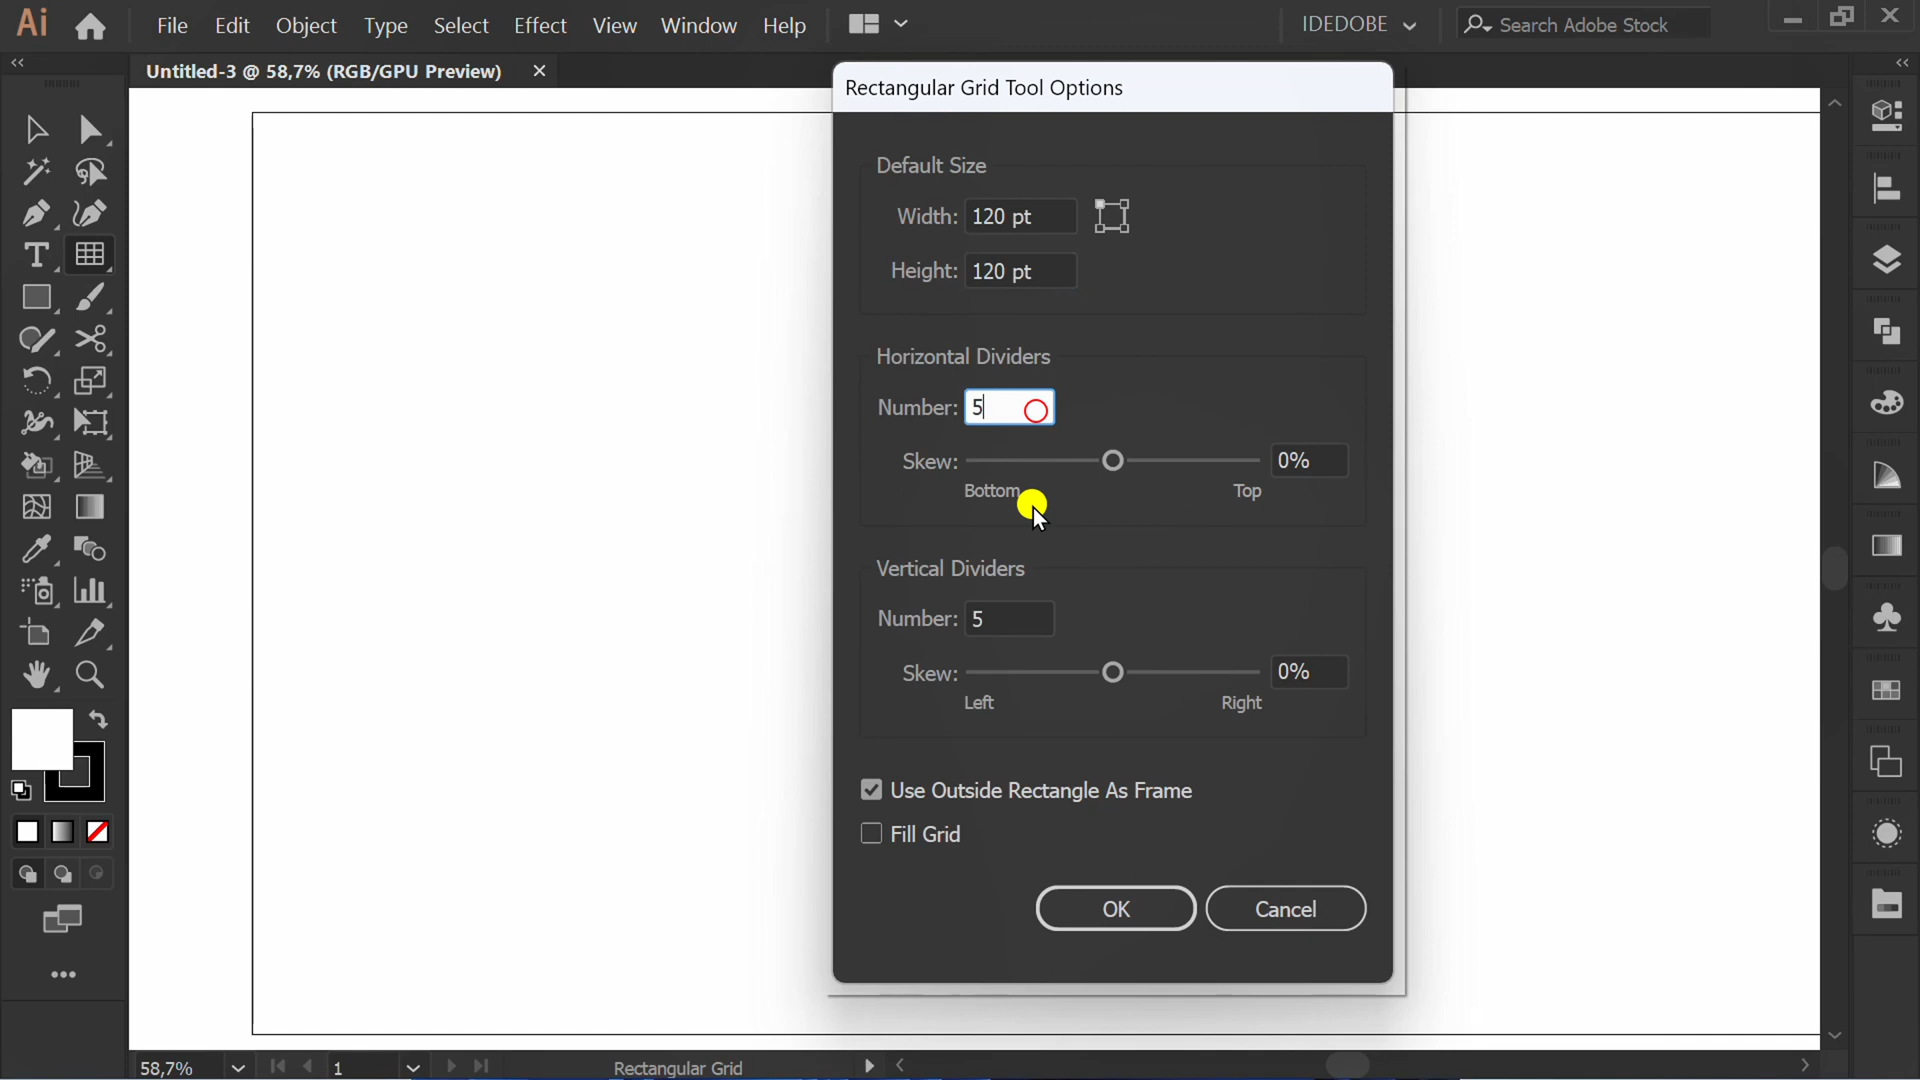 Ai File Edit Object Type Select Effect View Window Help IDEDOBE Search Adobe Stock
Untitled-3 @ 58,7% (RGB/GPU Preview)
Rectangular Grid Tool Options
Default Size
Width: 120 pt
Height: 120 pt
Horizontal Dividers
Number: 5
Skew: 0%
Bottom Top
Vertical Dividers
Number: 5
Skew: 0%
Left Right
Use Outside Rectangle As Frame
Fill Grid
OK Cancel
58,7% 1 Rectangular Grid